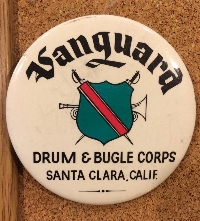 Vanguard
DRUM & BUGLE CORPS
SANTA CLARA, CALIF.